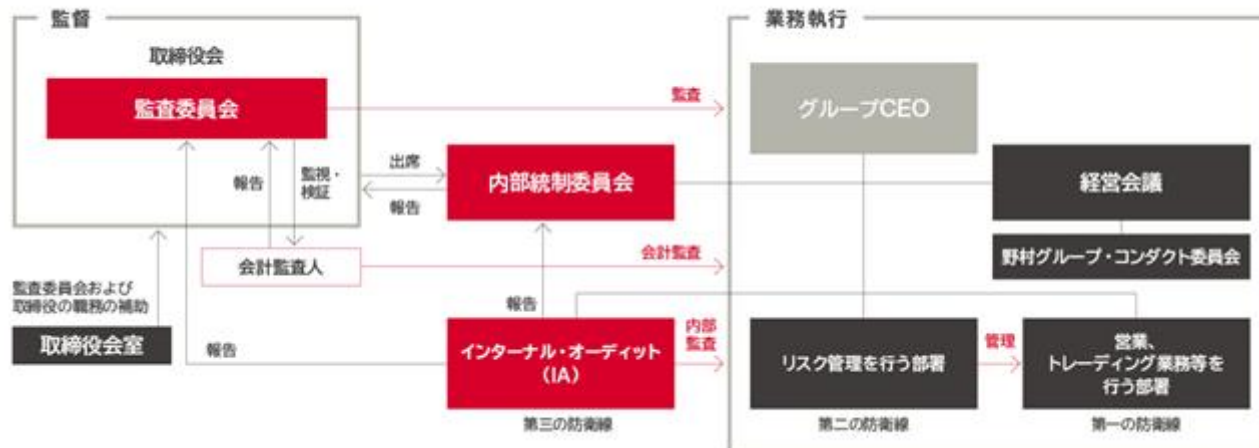 監督
取締役会
監査委員会
報告
監視・
検証
出席
報告
会計監査人
監査委員会および
取締役の職務の補助
取締役会室
報告
監査
内部統制委員会
会計監査
報告
インターナル・オーディット
(IA)
第三の防衛線
内部
監査
業務執行
グループCEO
経営会議
野村グループ・コンダクト委員会
リスク管理を行う部署
第二の防衛線
管理
営業、
トレーディング業務等を
行う部署
第一の防衛線